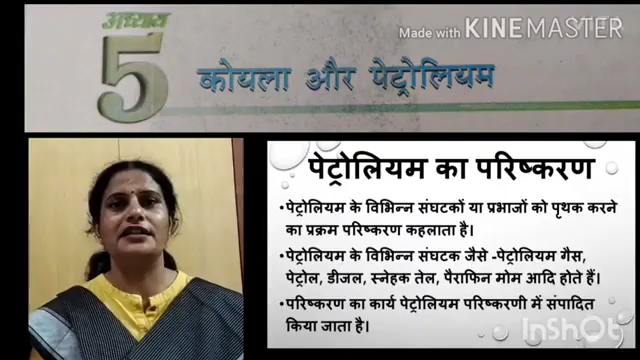 Made with KINEMASTER
अध्याय
5
कोयला और पेट्रोलियम
पेट्रोलियम का परिष्करण
•पेट्रोलियम के विभिन्न संघटकों या प्रभाजों को पृथक करने
का प्रक्रम परिष्करण कहलाता है।
•पेट्रोलियम के विभिन्न संघटक जैसे -पेट्रोलियम गैस,
पेट्रोल, डीजल, स्नेहक तेल, पैराफिन मोम आदि होते हैं।
•परिष्करण का कार्य पेट्रोलियम परिष्करणी में संपादित
किया जाता है।
InShOt